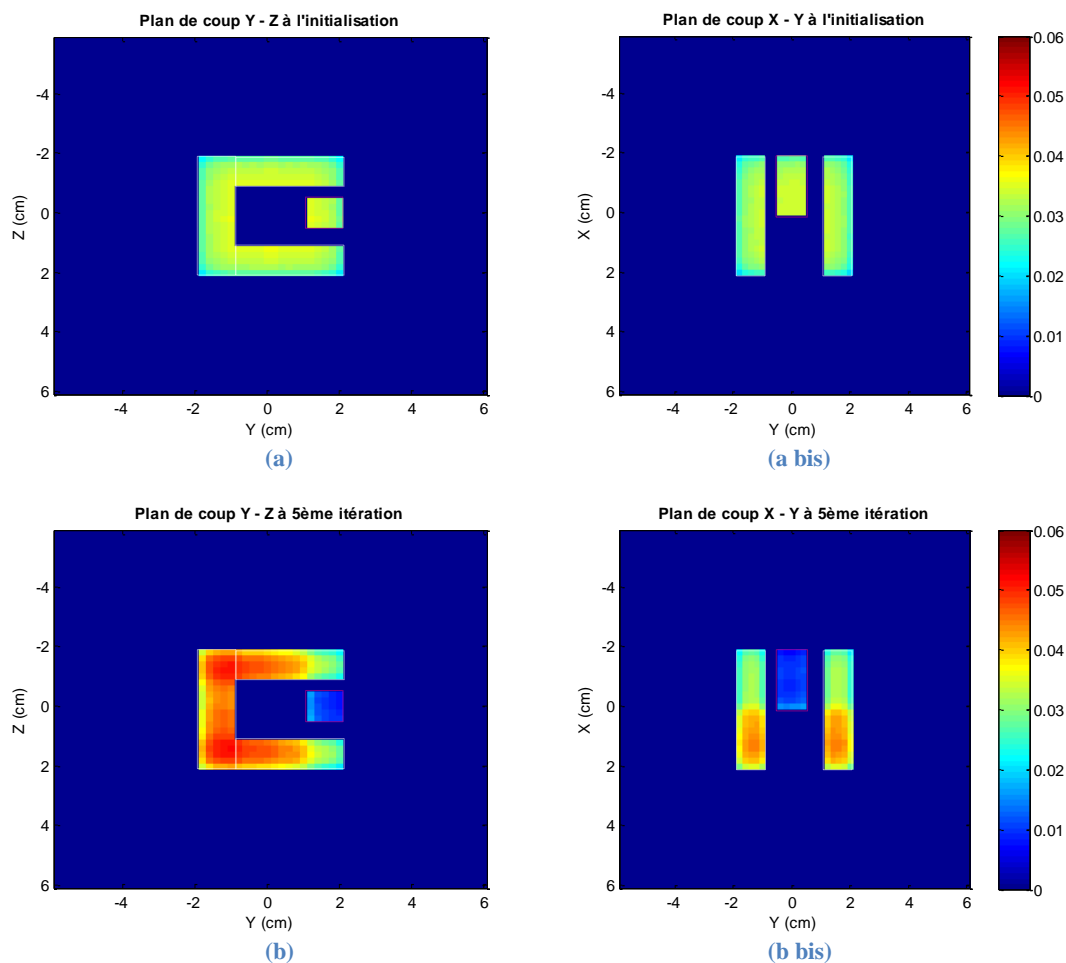 Plan de coup Y - Z à l'initialisation
Plan de coup X - Y à l'initialisation
-4
-2
0
2
4
6
Z (cm)
-4 -2 0 2 4 6
Y (cm)
(a)
-4
-2
0
2
4
6
X (cm)
-4 -2 0 2 4 6
Y (cm)
(a bis)
0.06
0.05
0.04
0.03
0.02
0.01
0
Plan de coup Y - Z à 5ème itération
Plan de coup X - Y à 5ème itération
-4
-2
0
2
4
6
Z (cm)
-4 -2 0 2 4 6
Y (cm)
(b)
-4
-2
0
2
4
6
X (cm)
-4 -2 0 2 4 6
Y (cm)
(b bis)
0.06
0.05
0.04
0.03
0.02
0.01
0